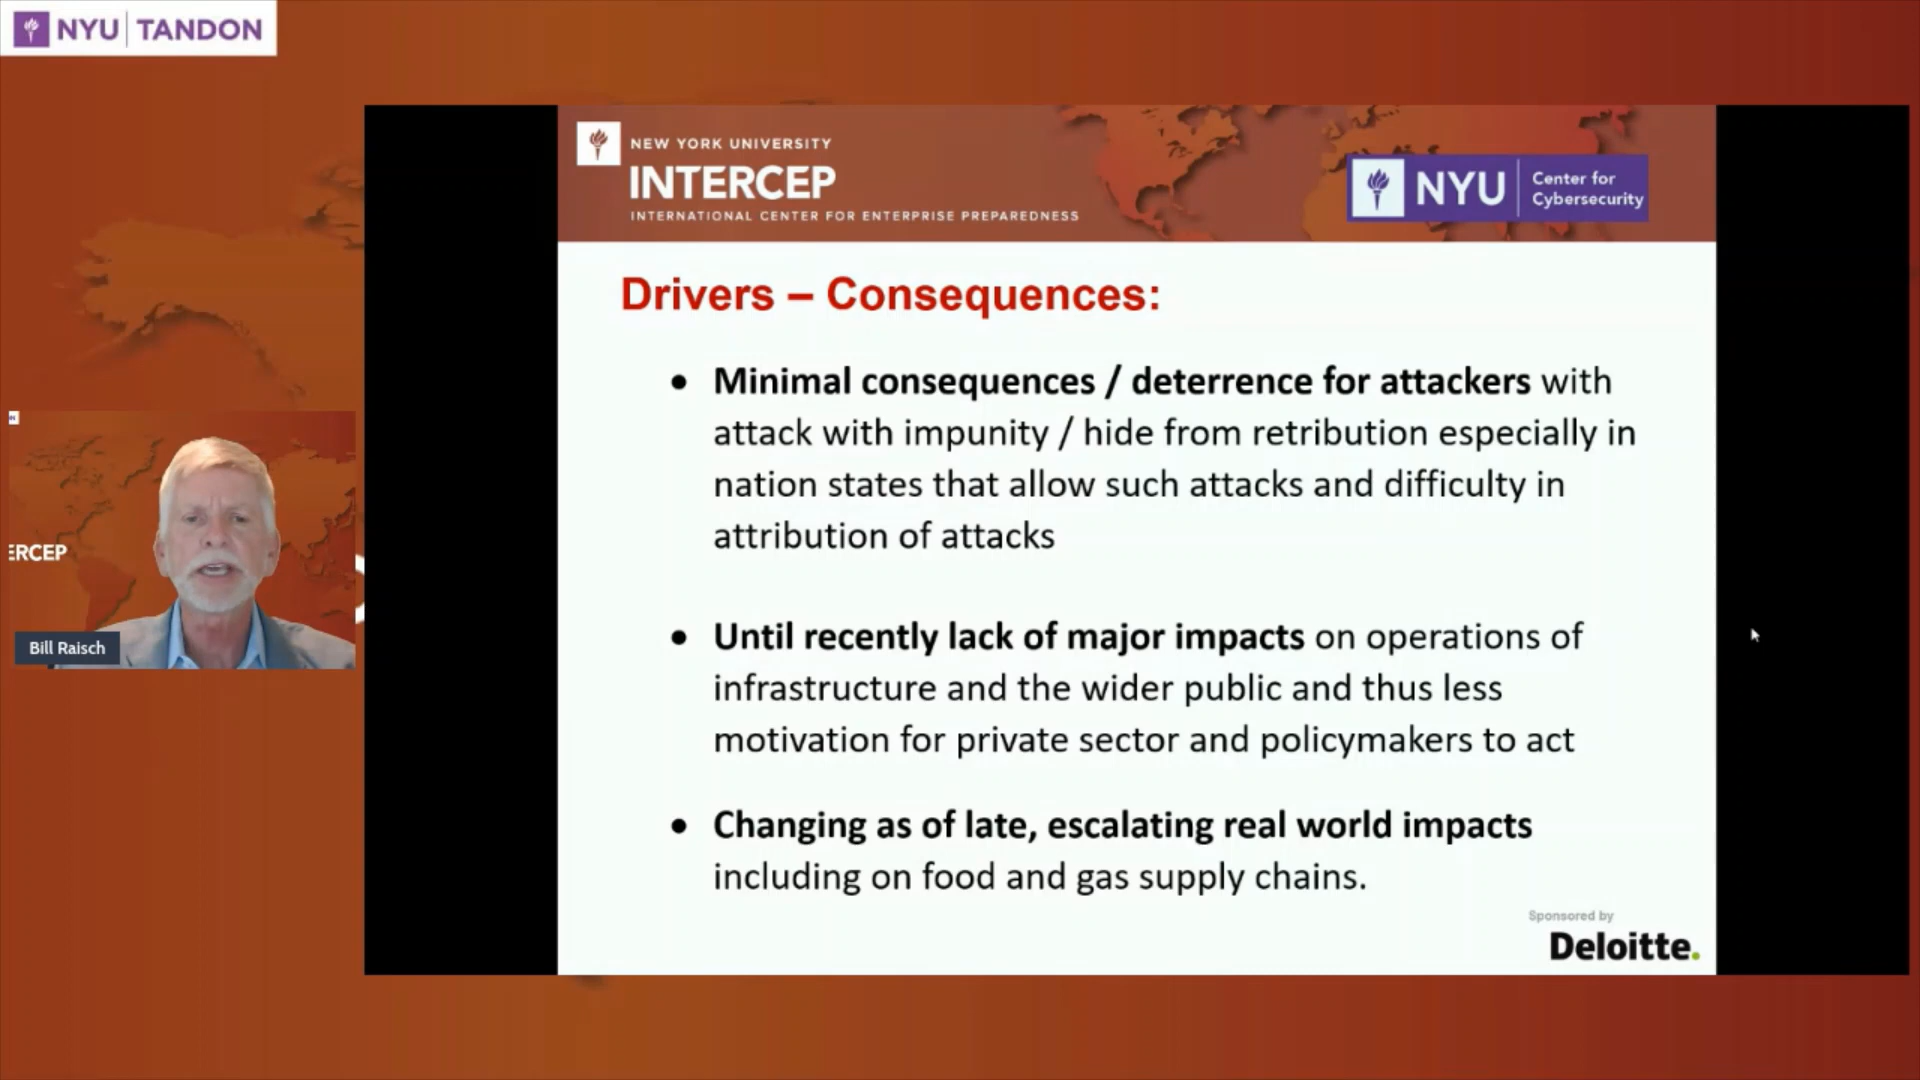 NYU TANDON
NEW YORK UNIVERSITY
INTERCEP
INTERNATIONAL CENTER FOR ENTERPRISE PREPAREDNESS
NYU Center for
Cybersecurity
Drivers – Consequences:
• Minimal consequences / deterrence for attackers with
attack with impunity / hide from retribution especially in
nation states that allow such attacks and difficulty in
attribution of attacks
• Until recently lack of major impacts on operations of
infrastructure and the wider public and thus less
motivation for private sector and policymakers to act
• Changing as of late, escalating real world impacts
including on food and gas supply chains.
Sponsored by
Deloitte.
ERCEP
Bill Raisch